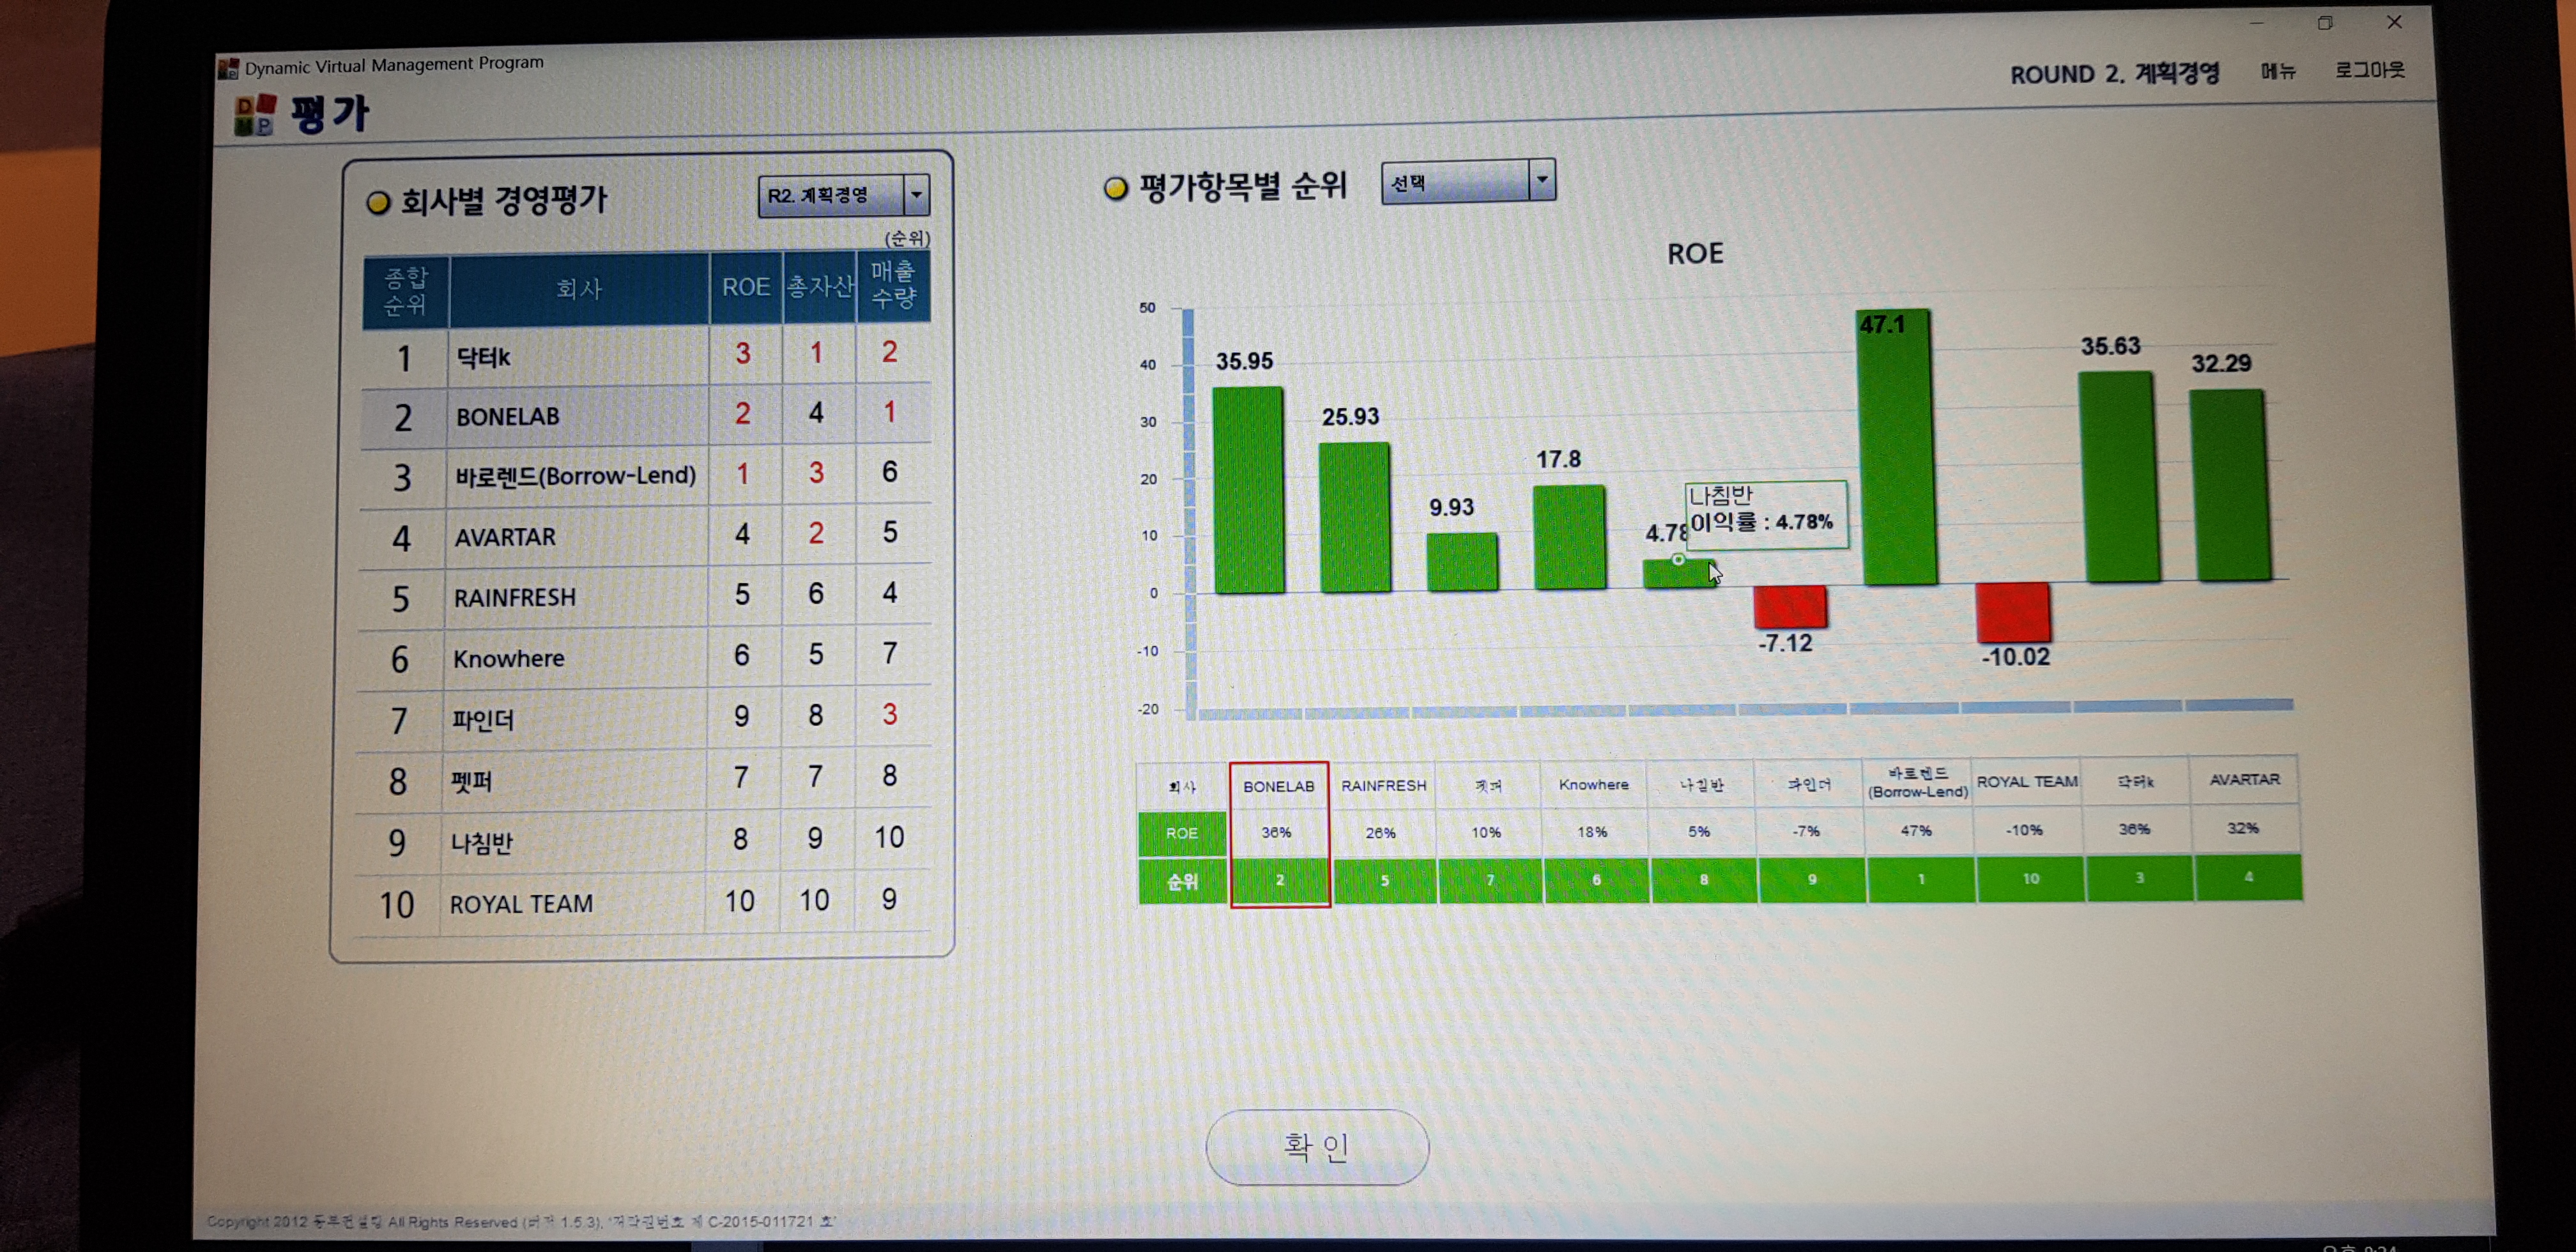 Dynamic Virtual Management Program
ROUND 2. 계획경영 메뉴 로그아웃
D M P 평가
회사별 경영평가 R2. 계획경영
(순위)
종합 순위 회사 ROE 총자산 매출 수량
1 닥터k 3 1 2
2 BONELAB 2 4 1
3 바로렌드(Borrow-Lend) 1 3 6
4 AVARTAR 4 2 5
5 RAINFRESH 5 6 4
6 Knowhere 6 5 7
7 파인더 9 8 3
8 펫퍼 7 7 8
9 나침반 8 9 10
10 ROYAL TEAM 10 10 9
평가항목별 순위 선택
ROE
50
40
30
20
10
0
-10
-20
35.95
25.93
9.93
17.8
4.78
나침반
이익률 : 4.78%
-7.12
47.1
-10.02
35.63
32.29
회사 BONELAB RAINFRESH 펫퍼 Knowhere 나침반 파인더 바로렌드 (Borrow-Lend) ROYAL TEAM 닥터k AVARTAR
ROE 36% 26% 10% 18% 5% -7% 47% -10% 36% 32%
순위 2 5 7 6 8 9 1 10 3 4
확 인
Copyright 2012 동부컨설팅 All Rights Reserved (버전 1.5.3), '저작권번호 제 C-2015-011721 호'